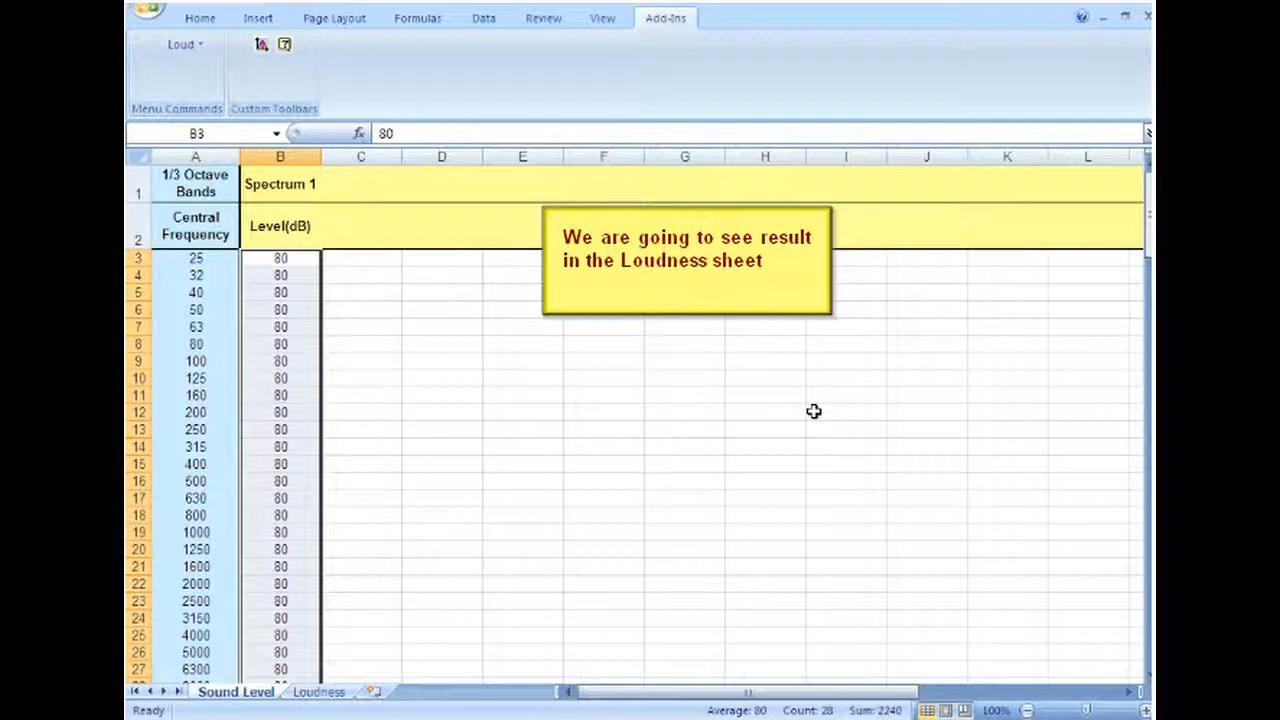 Home Insert Page Layout Formulas Data Review View Add-Ins
Loud
Menu Commands Custom Toolbars
B3 fx 80
A B C D E F G H I J K L
1 1/3 Octave
Bands Spectrum 1
2 Central
Frequency Level(dB)
We are going to see result
in the Loudness sheet
3 25 80
4 32 80
5 40 80
6 50 80
7 63 80
8 80 80
9 100 80
10 125 80
11 160 80
12 200 80
13 250 80
14 315 80
15 400 80
16 500 80
17 630 80
18 800 80
19 1000 80
20 1250 80
21 1600 80
22 2000 80
23 2500 80
24 3150 80
25 4000 80
26 5000 80
27 6300 80
Sound Level Loudness
Ready Average: 80 Count: 28 Sum: 2240 100%